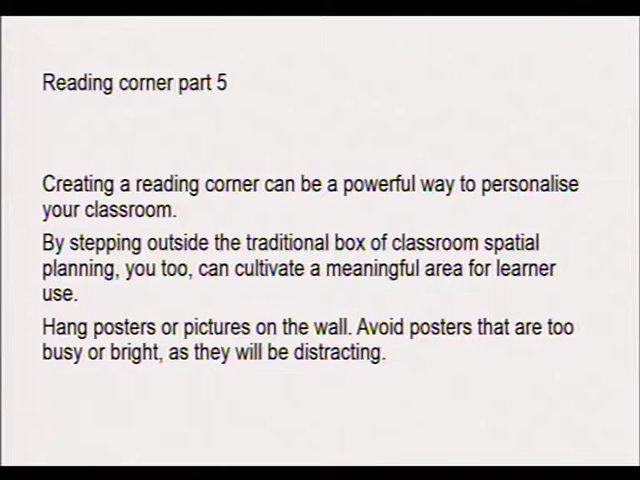 Reading corner part 5
Creating a reading corner can be a powerful way to personalise
your classroom.
By stepping outside the traditional box of classroom spatial
planning, you too, can cultivate a meaningful area for learner
use.
Hang posters or pictures on the wall. Avoid posters that are too
busy or bright, as they will be distracting.